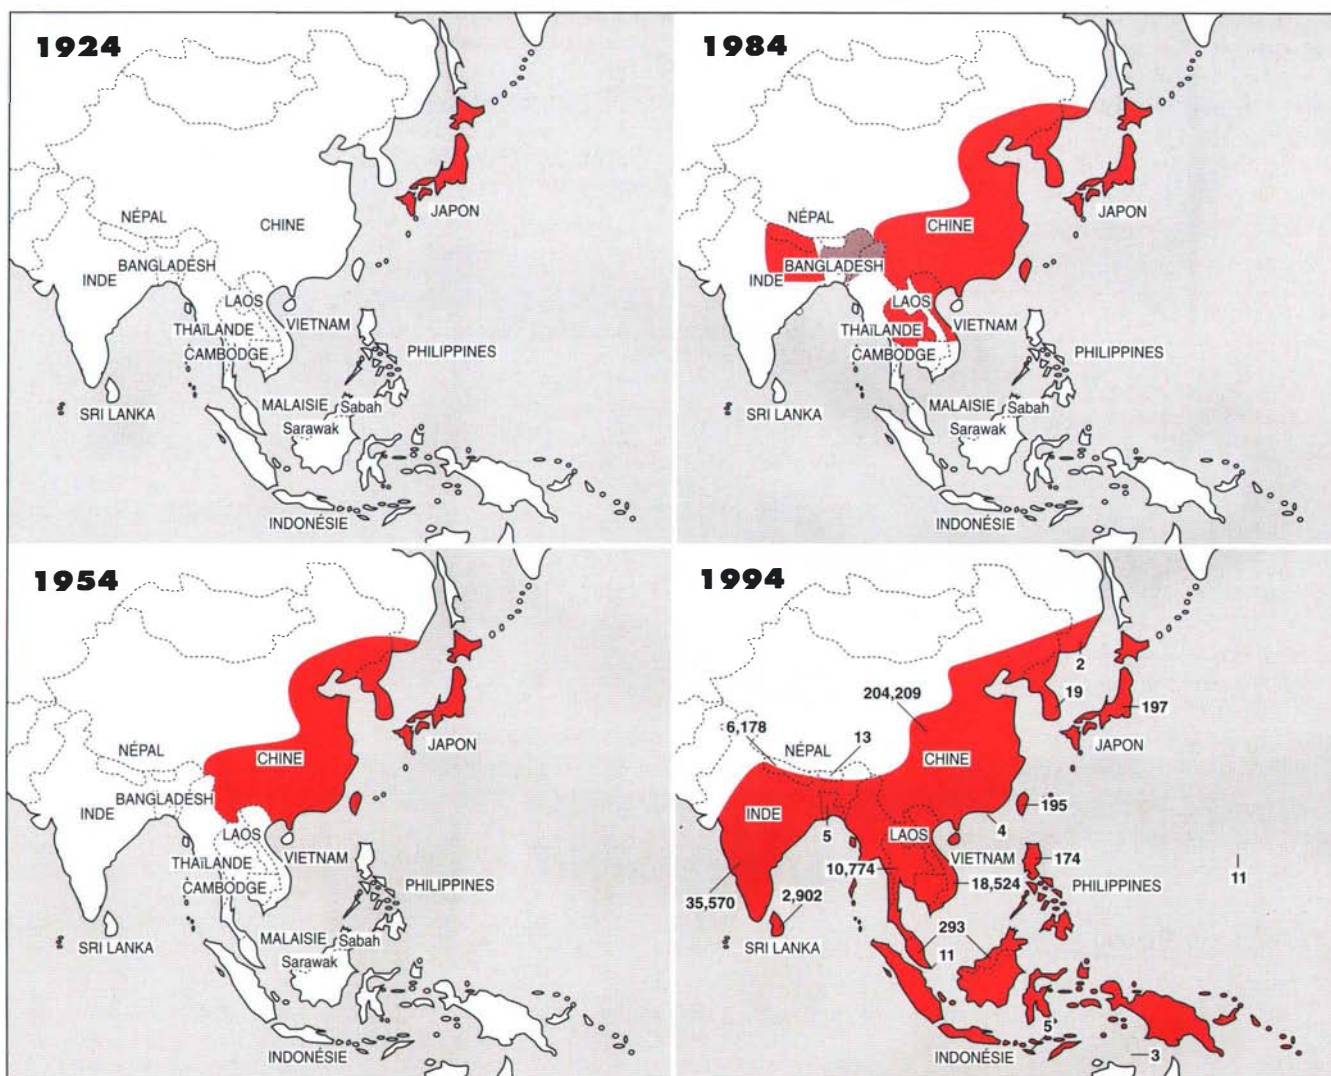 1924
NÉPAL
CHINE
JAPON
INDE
BANGLADESH
LAOS
THAÏLANDE
VIETNAM
CAMBODGE
PHILIPPINES
SRI LANKA
MALAISIE
Sabah
Sarawak
INDONÉSIE
1984
NÉPAL
CHINE
JAPON
INDE
BANGLADESH
LAOS
THAÏLANDE
VIETNAM
CAMBODGE
PHILIPPINES
SRI LANKA
MALAISIE
Sabah
Sarawak
INDONÉSIE
1954
NÉPAL
CHINE
JAPON
INDE
BANGLADESH
LAOS
THAÏLANDE
VIETNAM
CAMBODGE
PHILIPPINES
SRI LANKA
MALAISIE
Sabah
Sarawak
INDONÉSIE
1994
2
204,209
19
197
6,178
NÉPAL
13
CHINE
JAPON
INDE
195
5
LAOS
4
10,774
VIETNAM
174
18,524
PHILIPPINES
11
35,570
2,902
SRI LANKA
293
11
5
INDONÉSIE
3